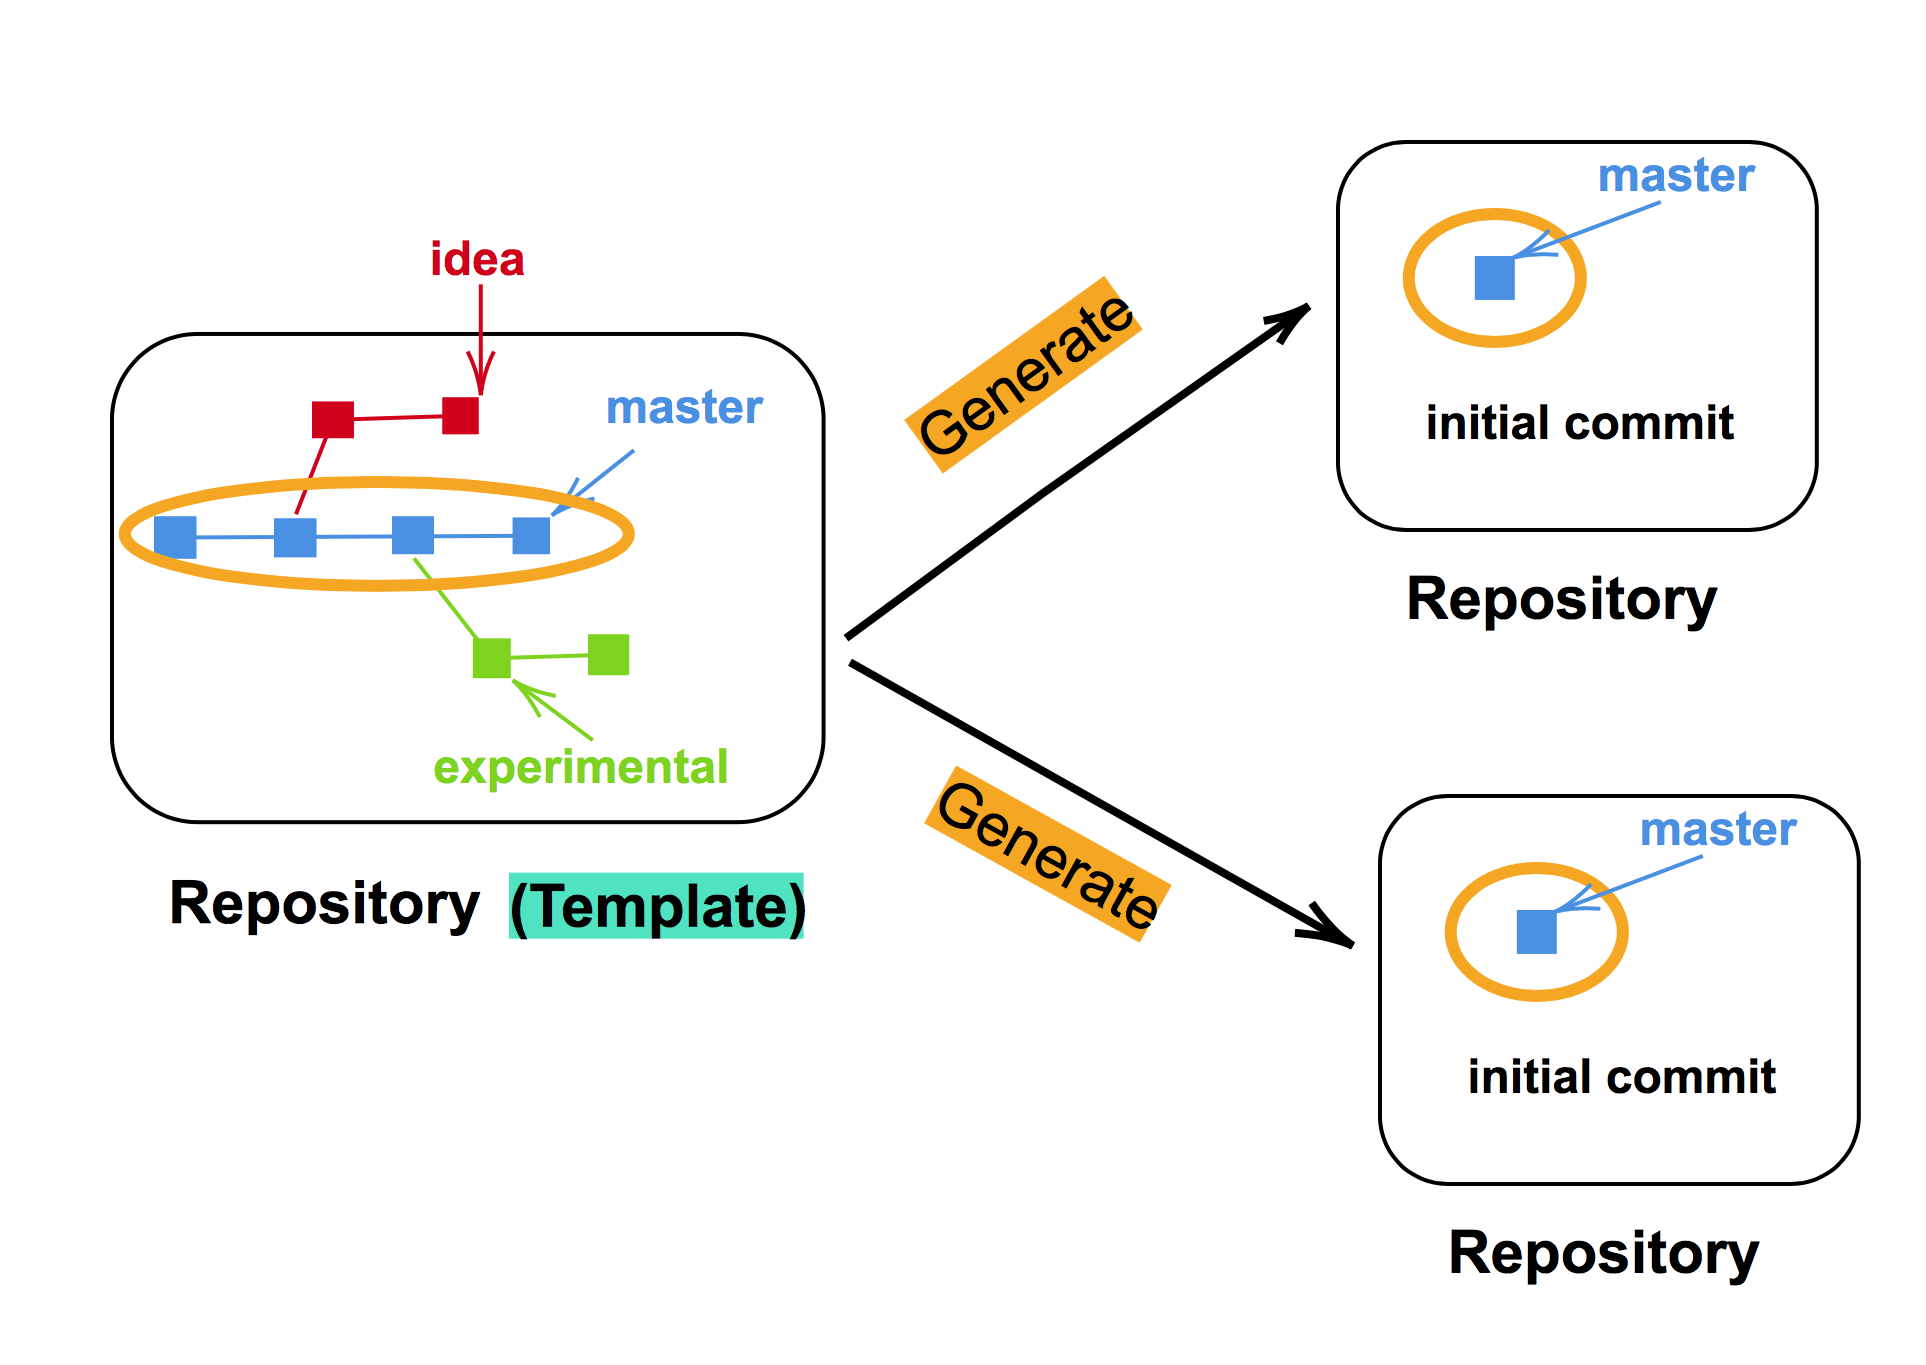 idea
master
experimental
Repository (Template)
Generate
Generate
master
initial commit
Repository
master
initial commit
Repository